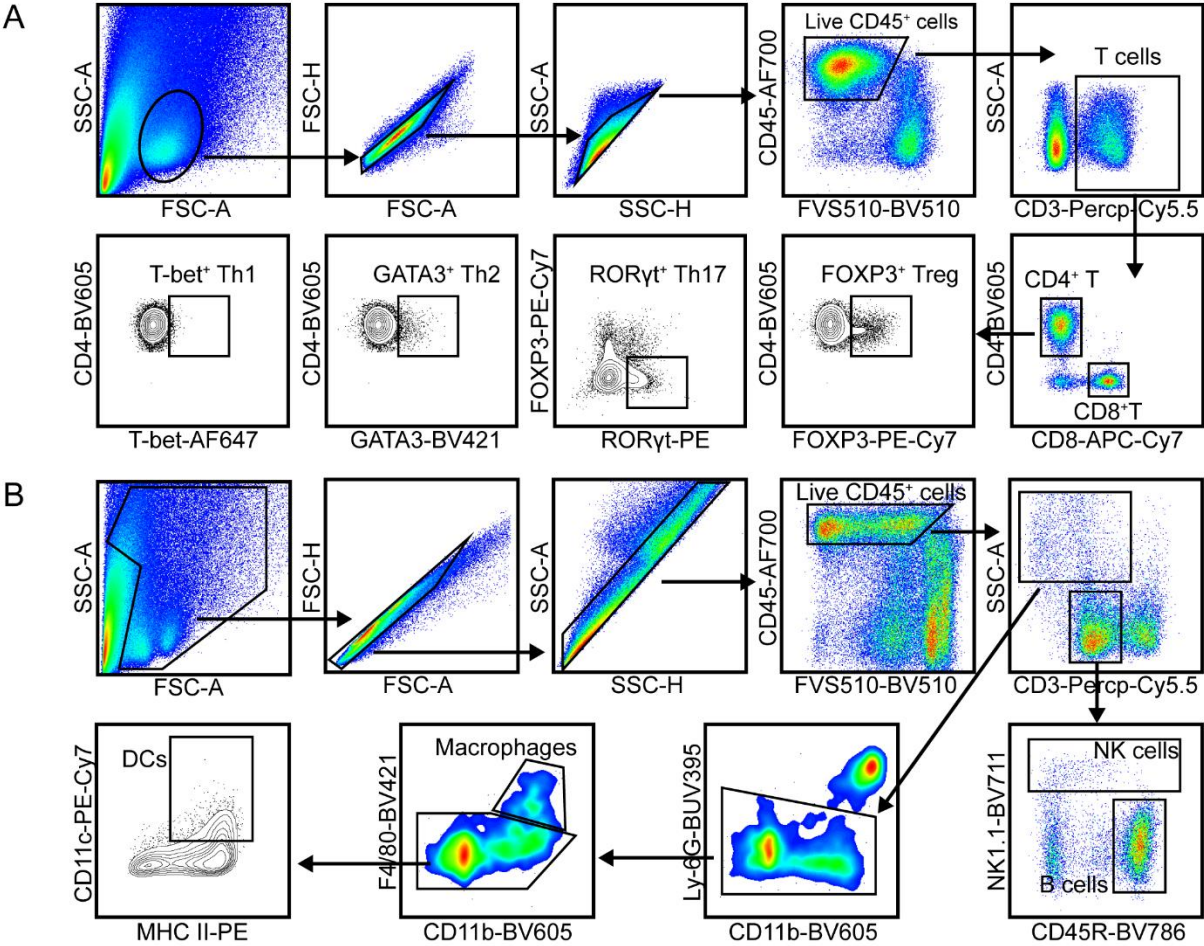 A
SSC-A
FSC-A
FSC-H
FSC-A
SSC-A
SSC-H
Live CD45⁺ cells
CD45-AF700
FVS510-BV510
T cells
SSC-A
CD3-Percp-Cy5.5
T-bet⁺ Th1
CD4-BV605
T-bet-AF647
GATA3⁺ Th2
CD4-BV605
GATA3-BV421
RORγt⁺ Th17
FOXP3-PE-Cy7
RORγt-PE
FOXP3⁺ Treg
CD4-BV605
FOXP3-PE-Cy7
CD4⁺ T
CD8⁺T
CD4-BV605
CD8-APC-Cy7
B
SSC-A
FSC-A
FSC-H
FSC-A
SSC-A
SSC-H
Live CD45⁺ cells
CD45-AF700
FVS510-BV510
SSC-A
CD3-Percp-Cy5.5
DCs
CD11c-PE-Cy7
MHC II-PE
Macrophages
F4/80-BV421
CD11b-BV605
Ly-6G-BUV395
CD11b-BV605
NK cells
B cells
NK1.1-BV711
CD45R-BV786